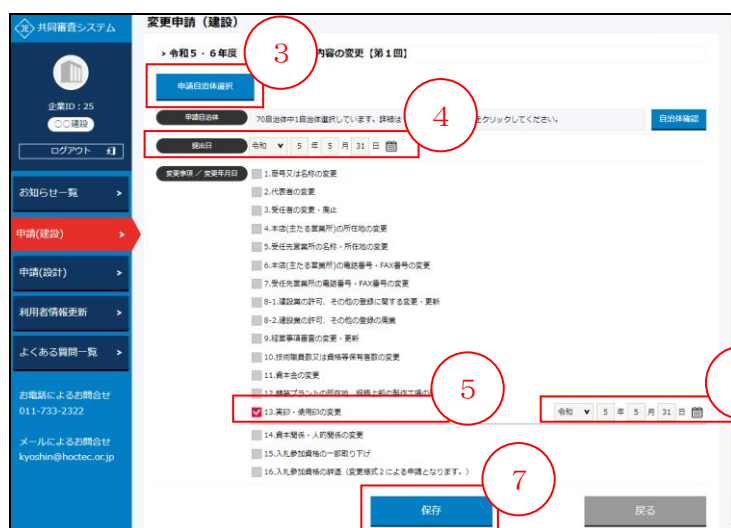 共同審査システム
企業ID:25
〇〇建設
ログアウト
お知らせ一覧
申請(建設)
申請(設計)
利用者情報更新
よくある質問一覧
お電話によるお問合せ
011-733-2322
メールによるお問合せ
kyoshin@hoctec.or.jp
変更申請（建設）
令和5・6年度 内容の変更【第1回】
3
申請自治体選択
4
申請自治体 70自治体中1自治体選択しています。詳細は をクリックしてください。 自治体確認
提出日 令和 5 年 5 月 31 日
変更事項 / 変更年月日
1.商号又は名称の変更
2.代表者の変更
3.受任者の変更・廃止
4.本店(主たる営業所)の所在地の変更
5.受任先営業所の名称・所在地の変更
6.本店(主たる営業所)の電話番号・FAX番号の変更
7.受任先営業所の電話番号・FAX番号の変更
8-1.建設業の許可、その他の登録に関する変更・更新
8-2.建設業の許可、その他の登録の廃業
9.経営事項審査の変更・更新
10.技術職員数又は資格等保有者数の変更
11.資本金の変更
12.舗装プラントの所在地、橋梁上部の製作工場の
5
13.実印・使用印の変更 令和 5 年 5 月 31 日
14.資本関係・人的関係の変更
15.入札参加資格の一部取り下げ
16.入札参加資格の辞退（変更様式2による申請となります。）
7
保存 戻る